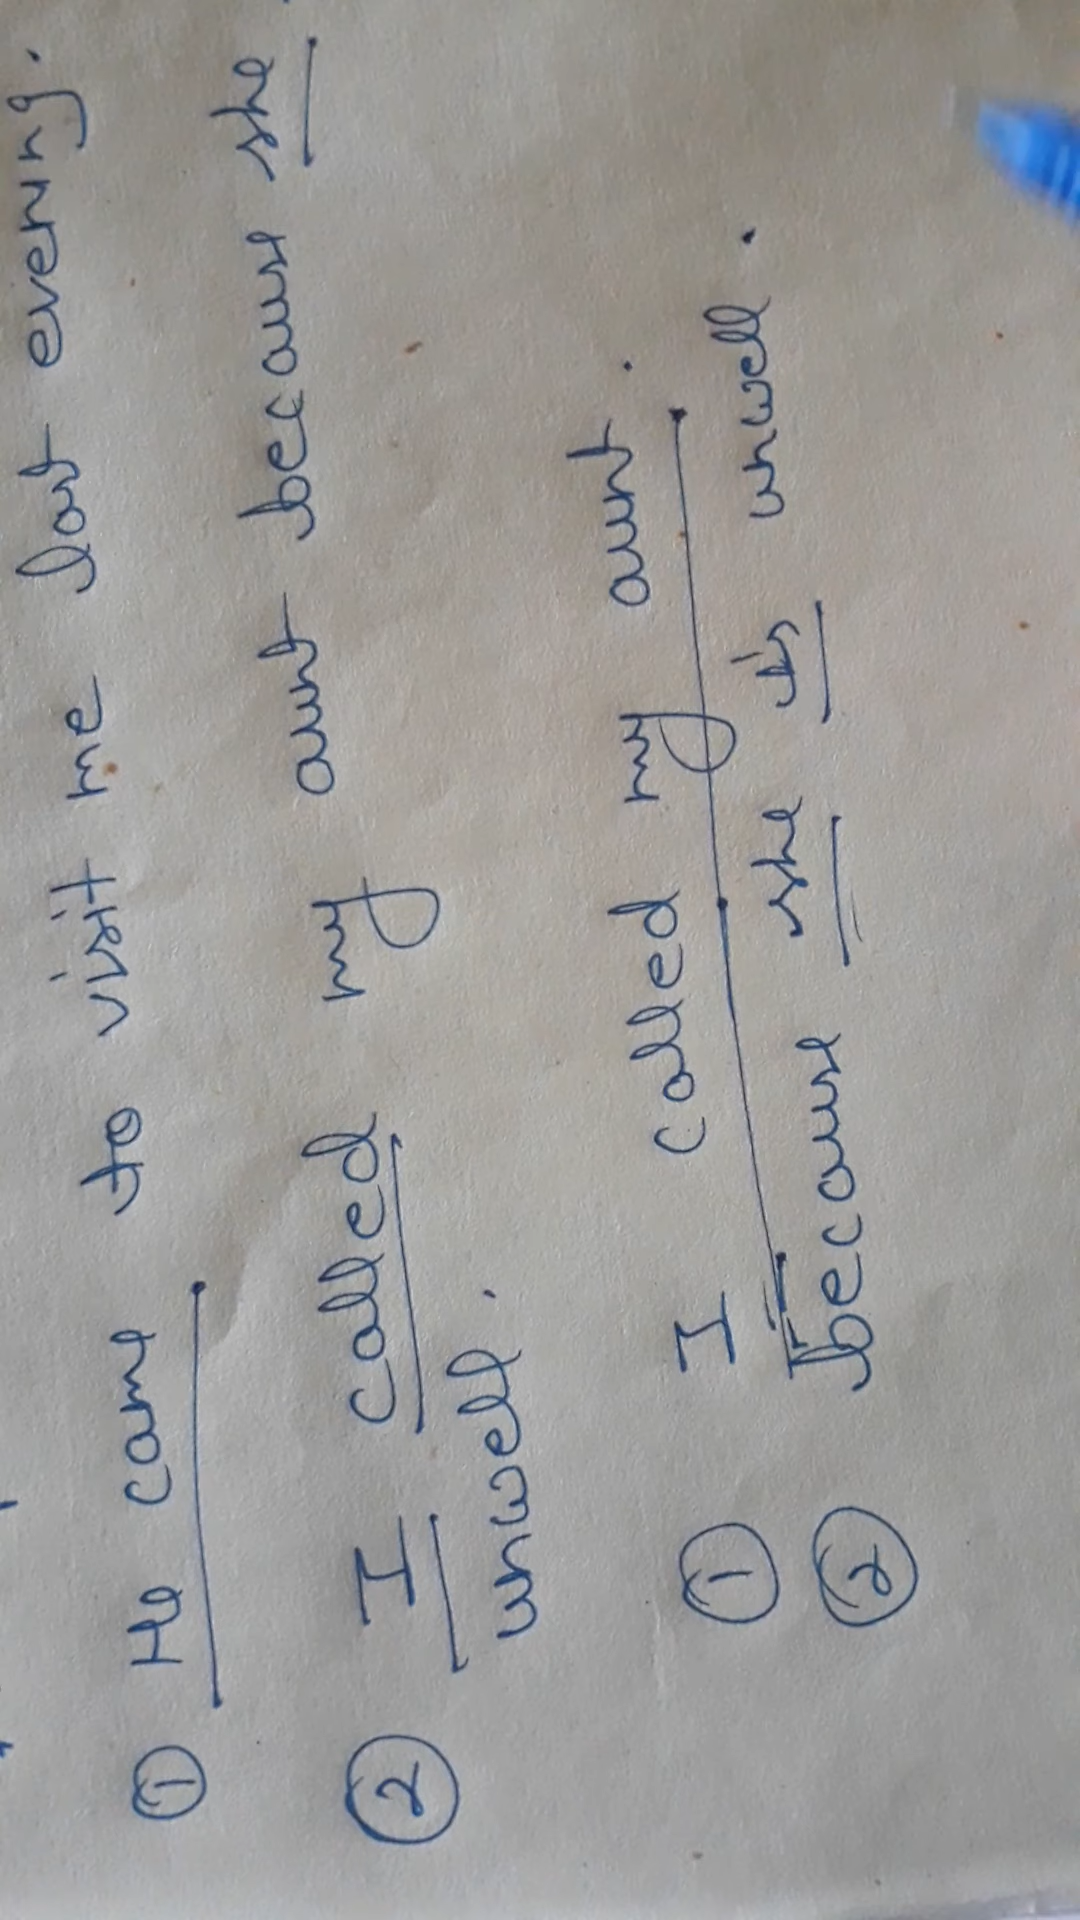 ① He came to visit me last evening.
② I called my aunt because she
unwell.
① I called my aunt.
② because she is unwell.